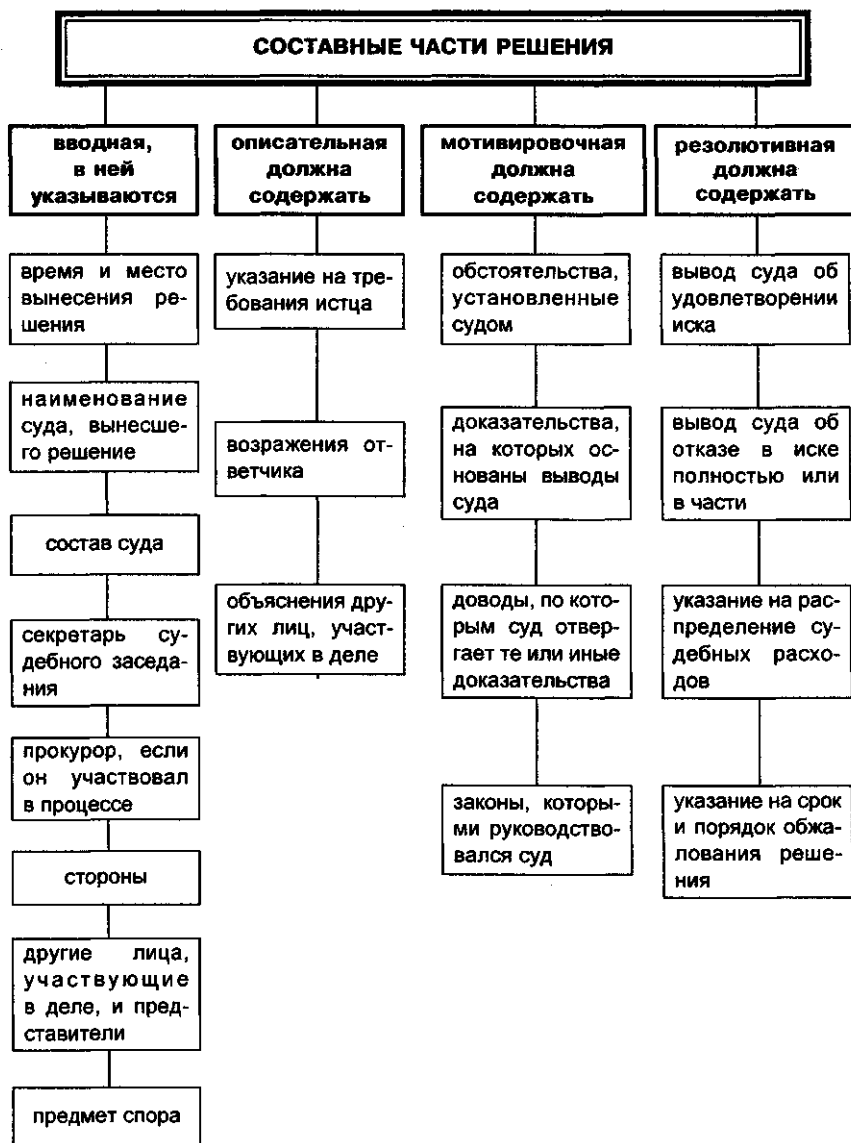 СОСТАВНЫЕ ЧАСТИ РЕШЕНИЯ
вводная,
в ней
указываются
время и место
вынесения ре-
шения
наименование
суда, вынесше-
го решение
состав суда
секретарь су-
дебного заседа-
ния
прокурор, если
он участвовал
в процессе
стороны
другие лица,
участвующие
в деле, и пред-
ставители
предмет спора
описательная
должна
содержать
указание на тре-
бования истца
возражения от-
ветчика
объяснения дру-
гих лиц, участ-
вующих в деле
мотивировочная
должна
содержать
обстоятельства,
установленные
судом
доказательства,
на которых ос-
нованы выводы
суда
доводы, по кото-
рым суд отвер-
гает те или иные
доказательства
законы, которы-
ми руководство-
вался суд
резолютивная
должна
содержать
вывод суда об
удовлетворении
иска
вывод суда об
отказе в иске
полностью или
в части
указание на рас-
пределение су-
дебных расхо-
дов
указание на срок
и порядок обжа-
лования реше-
ния